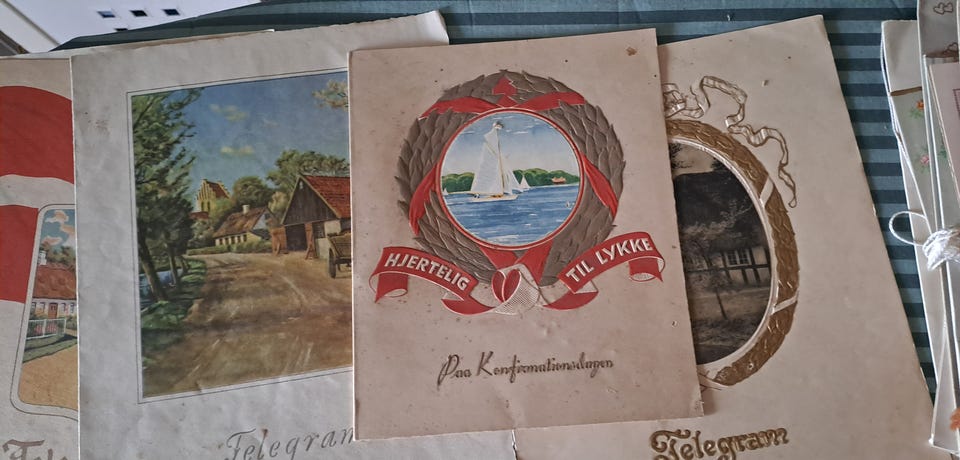 HJERTELIG TIL LYKKE
Paa Konfirmationsdagen
Telegram
Telegram